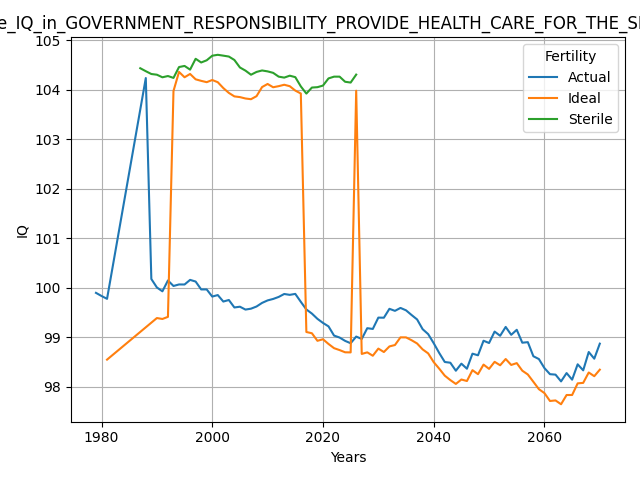 e_IQ_in_GOVERNMENT_RESPONSIBILITY_PROVIDE_HEALTH_CARE_FOR_THE_SI
Fertility
Actual
Ideal
Sterile
105
104
103
102
101
100
99
98
IQ
1980
2000
2020
2040
2060
Years